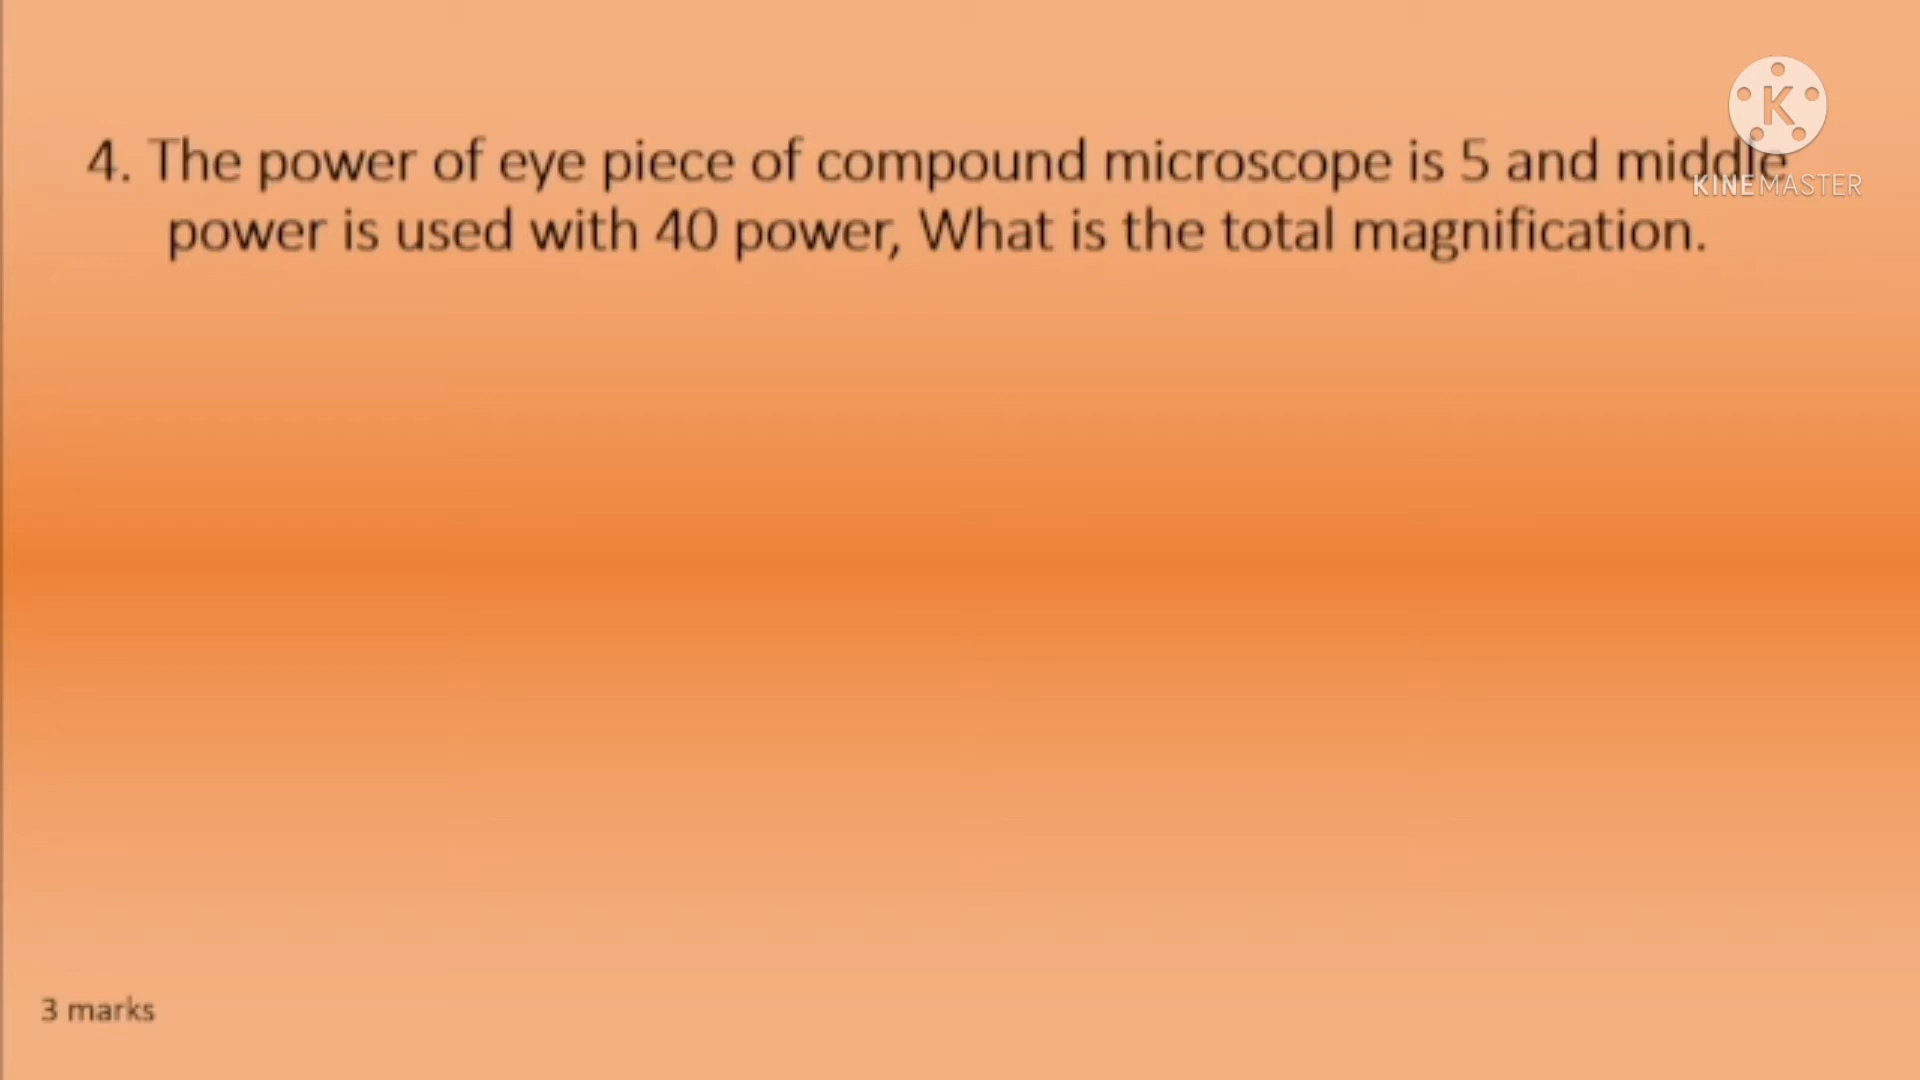 4. The power of eye piece of compound microscope is 5 and middle
power is used with 40 power, What is the total magnification.
K
KINEMASTER
3 marks